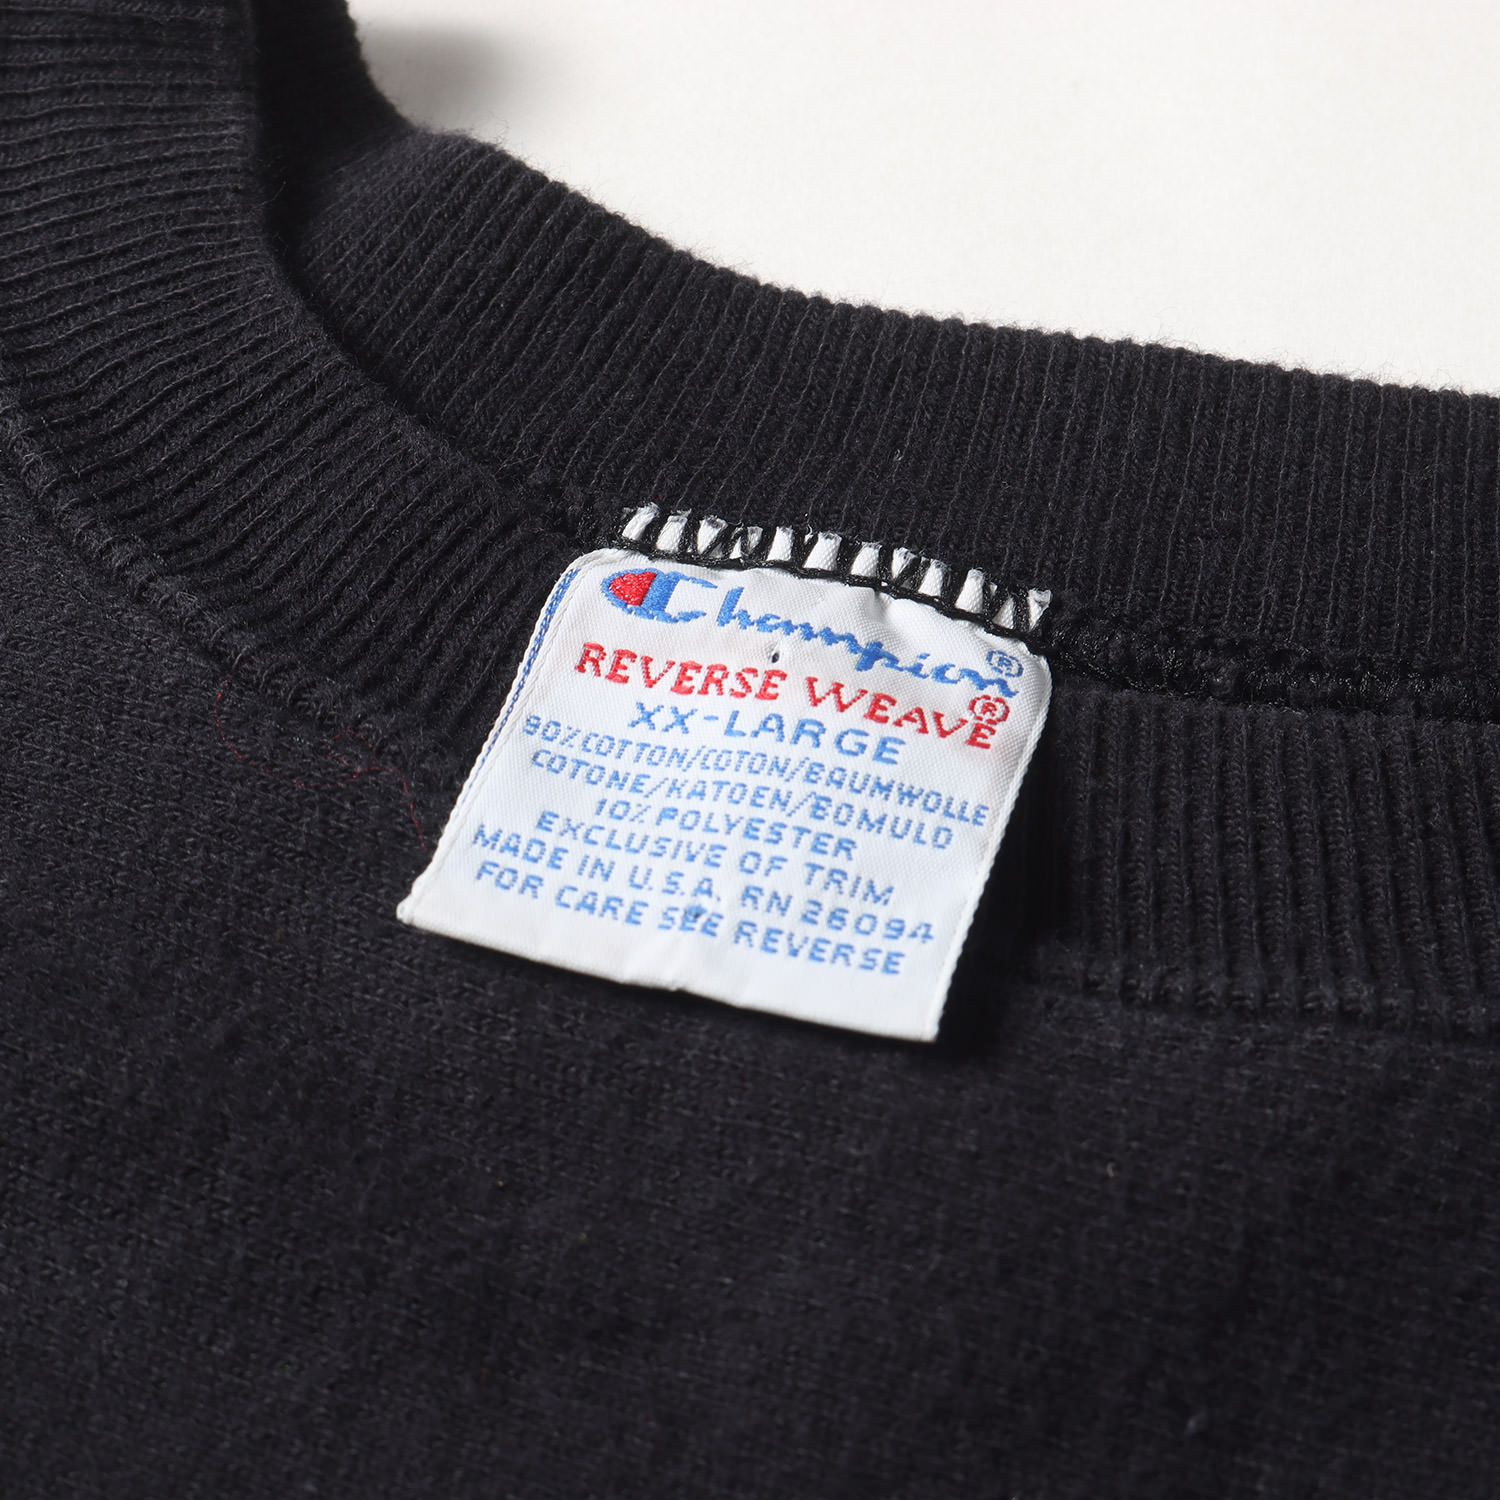 Champion®
REVERSE WEAVE®
XX-LARGE
90% COTTON/COTON/BAUMWOLLE
COTONE/KATOEN/BOMULD
10% POLYESTER
EXCLUSIVE OF TRIM
MADE IN U.S.A. RN 26094
FOR CARE SEE REVERSE